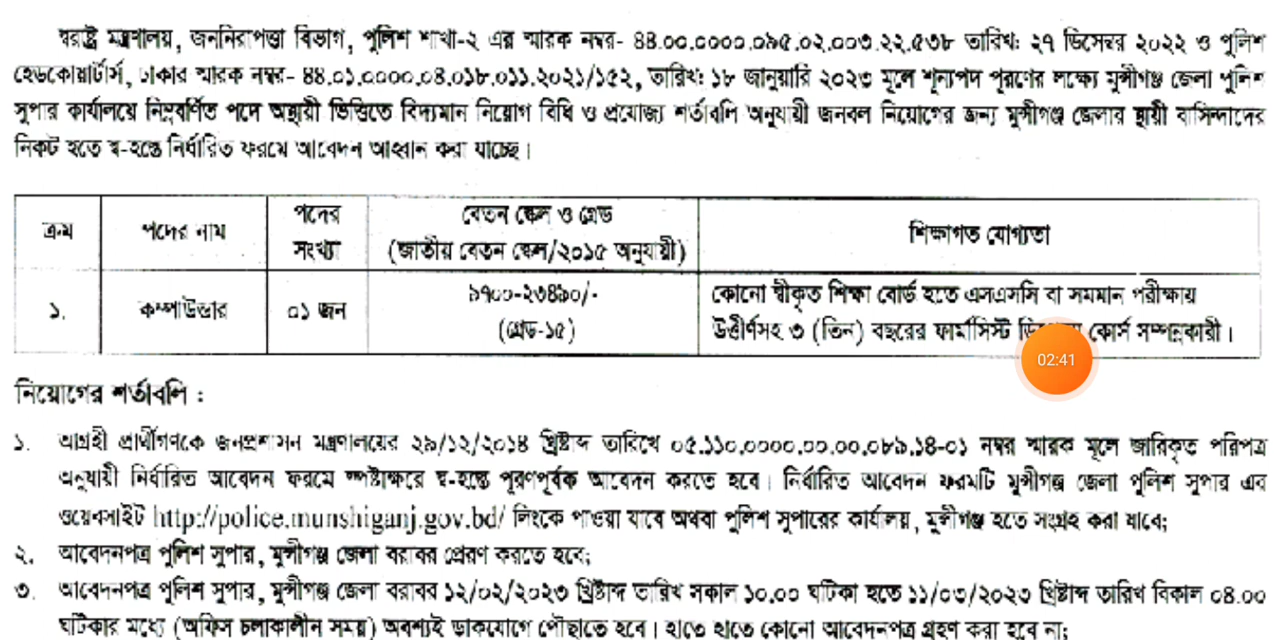 স্বরাষ্ট্র মন্ত্রণালয়, জননিরাপত্তা বিভাগ, পুলিশ শাখা-২ এর স্মারক নম্বর- ৪৪.০০.০০০০.০৯৫.০২.০০৩.২২.৫৩৮ তারিখ: ২৭ ডিসেম্বর ২০২২ ও পুলিশ
হেডকোয়ার্টার্স, ঢাকার স্মারক নম্বর- ৪৪.০১.০০০০.০৪.০১৮.০১১.২০২১/১৫২, তারিখ: ১৮ জানুয়ারি ২০২৩ মূলে শূন্যপদ পূরণের লক্ষ্যে মুন্সীগঞ্জ জেলা পুলিশ
সুপার কার্যালয়ে নিম্নবর্ণিত পদে অস্থায়ী ভিত্তিতে বিদ্যমান নিয়োগ বিধি ও প্রযোজ্য শর্তাবলি অনুযায়ী জনবল নিয়োগের জন্য মুন্সীগঞ্জ জেলার স্থায়ী বাসিন্দাদের
নিকট হতে স্ব-হস্তে নির্ধারিত ফরমে আবেদন আহ্বান করা যাচ্ছে।
ক্রম পদের নাম পদের সংখ্যা বেতন স্কেল ও গ্রেড (জাতীয় বেতন স্কেল/২০১৫ অনুযায়ী) শিক্ষাগত যোগ্যতা
১. কম্পাউন্ডার ০১ জন ৯৭০০-২৩৪৯০/- (গ্রেড-১৫) কোনো স্বীকৃত শিক্ষা বোর্ড হতে এসএসসি বা সমমান পরীক্ষায়
উত্তীর্ণসহ ৩ (তিন) বছরের ফার্মাসিস্ট কোর্স সম্পন্নকারী।
02:41
নিয়োগের শর্তাবলি :
১. আগ্রহী প্রার্থীগণকে জনপ্রশাসন মন্ত্রণালয়ের ২৯/১২/২০১৪ খ্রিষ্টাব্দ তারিখে ০৫.১১০.০০০০.০০.০০.০৮৯.১৪-০১ নম্বর স্মারক মূলে জারিকৃত পরিপত্র
অনুযায়ী নির্ধারিত আবেদন ফরমে স্পষ্টাক্ষরে স্ব-হস্তে পূরণপূর্বক আবেদন করতে হবে। নির্ধারিত আবেদন ফরমটি মুন্সীগঞ্জ জেলা পুলিশ সুপার এর
ওয়েবসাইট http://police.munshiganj.gov.bd/ লিংকে পাওয়া যাবে অথবা পুলিশ সুপারের কার্যালয়, মুন্সীগঞ্জ হতে সংগ্রহ করা যাবে;
২. আবেদনপত্র পুলিশ সুপার, মুন্সীগঞ্জ জেলা বরাবর প্রেরণ করতে হবে;
৩. আবেদনপত্র পুলিশ সুপার, মুন্সীগঞ্জ জেলা বরাবর ১২/০২/২০২৩ খ্রিষ্টাব্দ তারিখ সকাল ১০.০০ ঘটিকা হতে ১১/০৩/২০২৩ খ্রিষ্টাব্দ তারিখ বিকাল ০৪.০০
ঘটিকার মধ্যে (অফিস চলাকালীন সময়) অবশ্যই ডাকযোগে পৌছাতে হবে। হাতে হাতে কোনো আবেদনপত্র গ্রহণ করা হবে না;